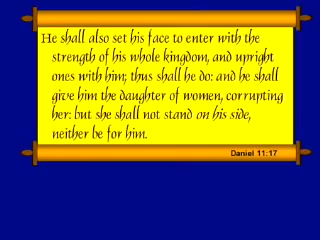 He shall also set his face to enter with the
strength of his whole kingdom, and upright
ones with him; thus shall he do: and he shall
give him the daughter of women, corrupting
her: but she shall not stand on his side,
neither be for him.
Daniel 11:17